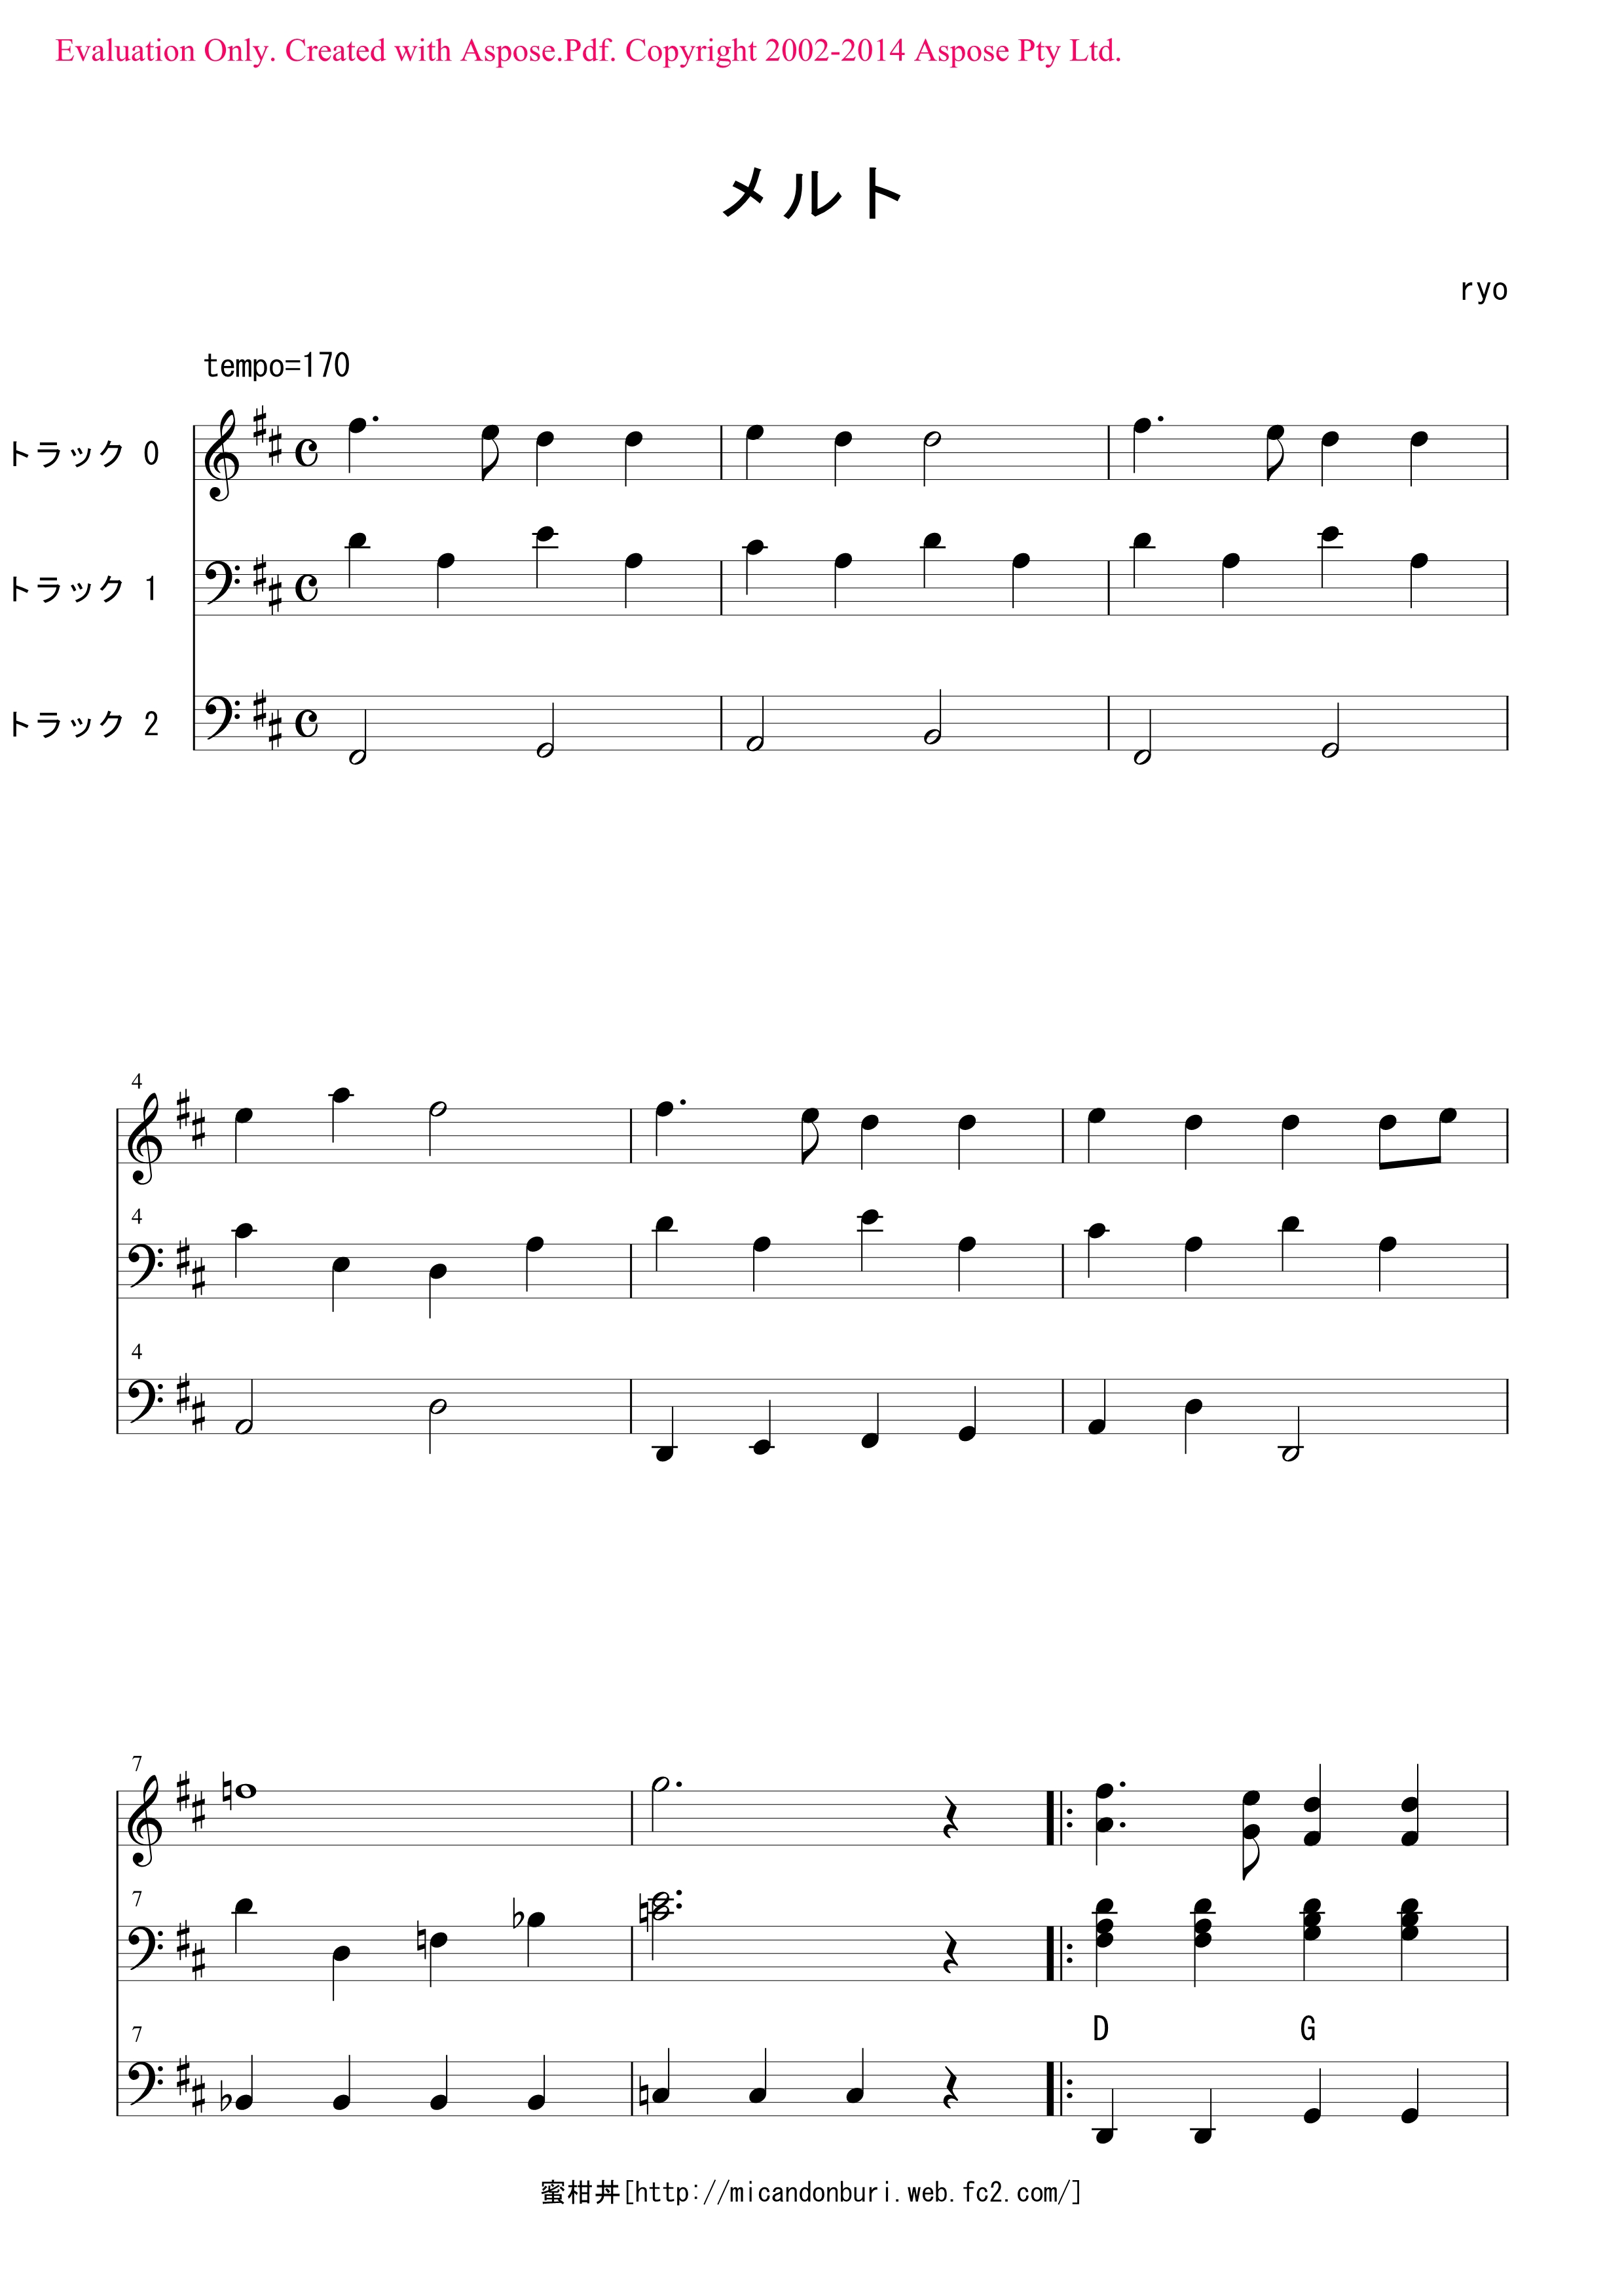 Evaluation Only. Created with Aspose.Pdf. Copyright 2002-2014 Aspose Pty Ltd.
メルト
ryo
tempo=170
トラック 0
トラック 1
トラック 2
4
4
4
7
7
D G
7
蜜柑丼[http://micandonburi.web.fc2.com/]